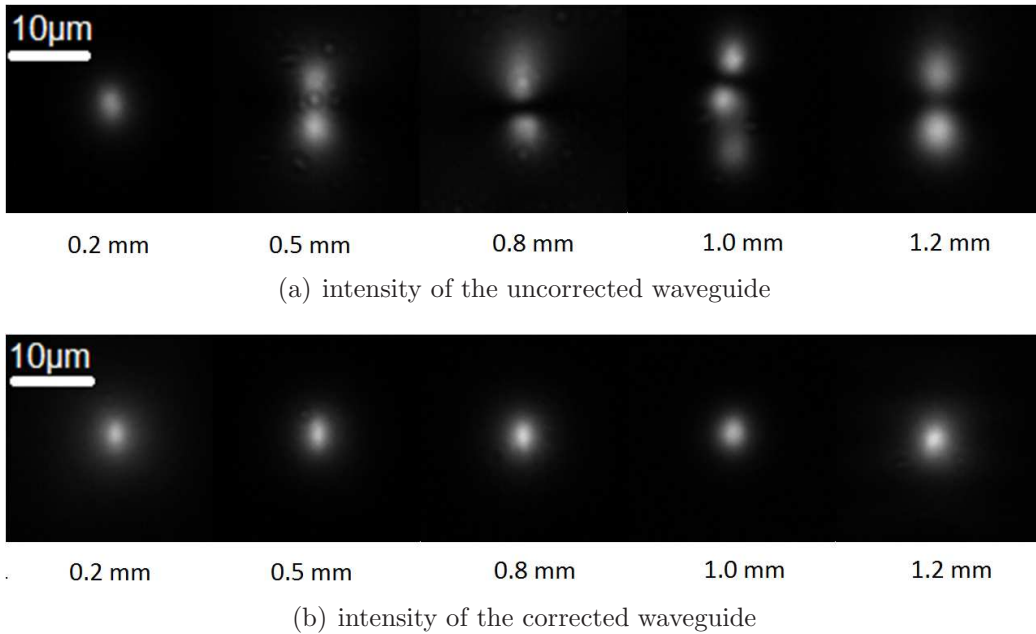 10µm
0.2 mm 0.5 mm 0.8 mm 1.0 mm 1.2 mm
(a) intensity of the uncorrected waveguide
10µm
. 0.2 mm 0.5 mm 0.8 mm 1.0 mm 1.2 mm
(b) intensity of the corrected waveguide